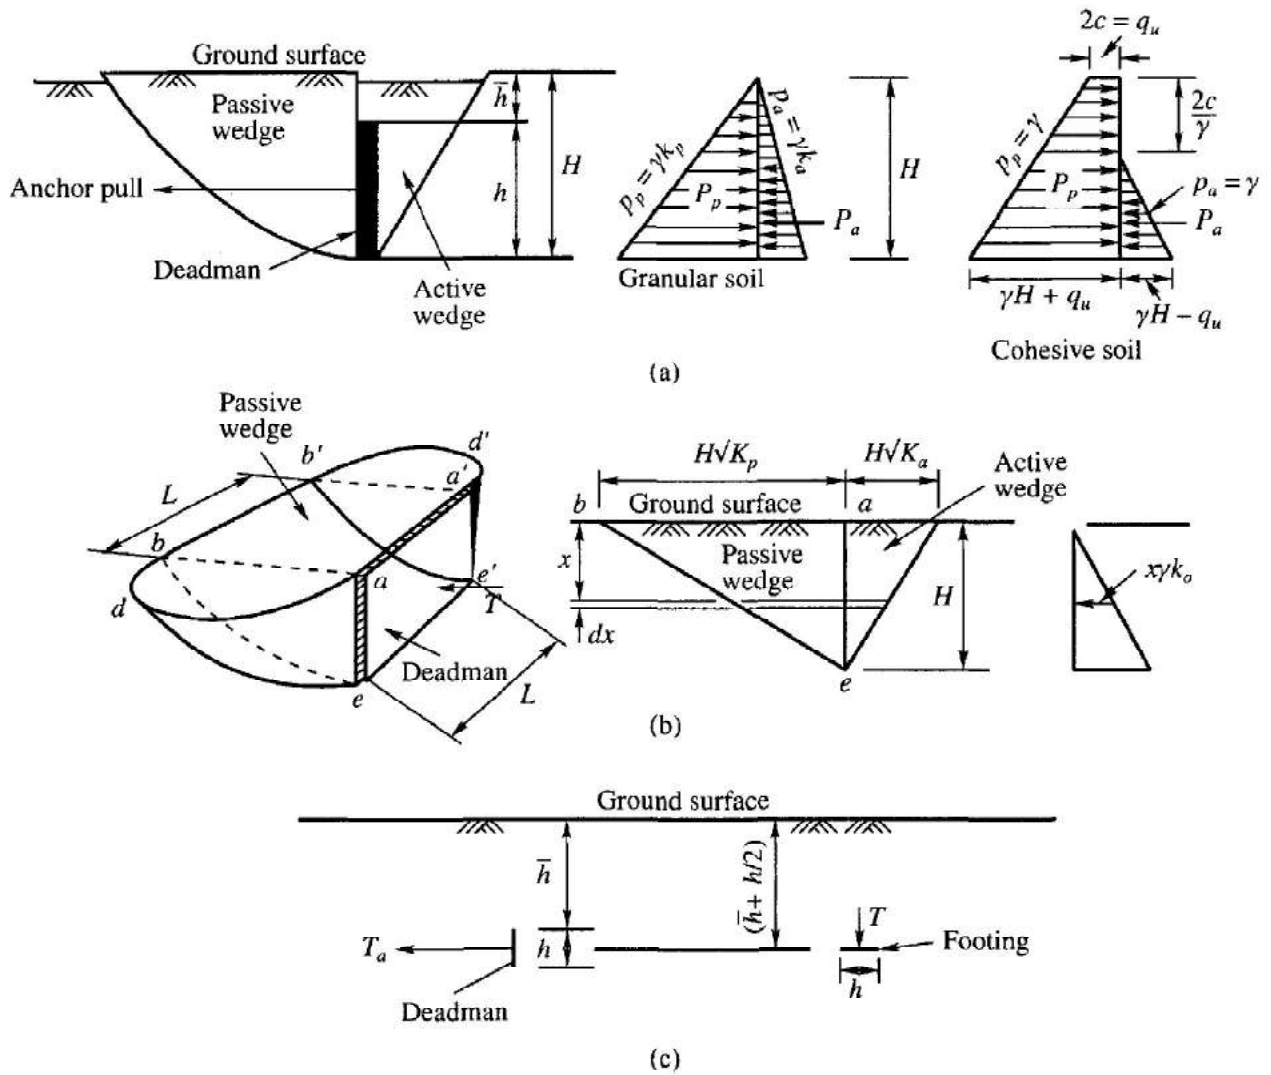 Ground surface
Passive
wedge
Anchor pull
Deadman
Active
wedge
h̅
h
H
p_p = γk_p
p_a = γk_a
P_p
P_a
H
Granular soil
2c = q_u
2c/γ
p_p = γ
P_p
p_a = γ
P_a
γH + q_u
γH − q_u
Cohesive soil
(a)
Passive
wedge
b′
d′
a′
L
b
a
d
e′
T
Deadman
L
e
H√K_p
H√K_a
Active
wedge
b
Ground surface
a
x
Passive
wedge
H
dx
e
xγk_o
(b)
Ground surface
h̅
(h̅ + h/2)
T_a
h
T
Footing
h
Deadman
(c)